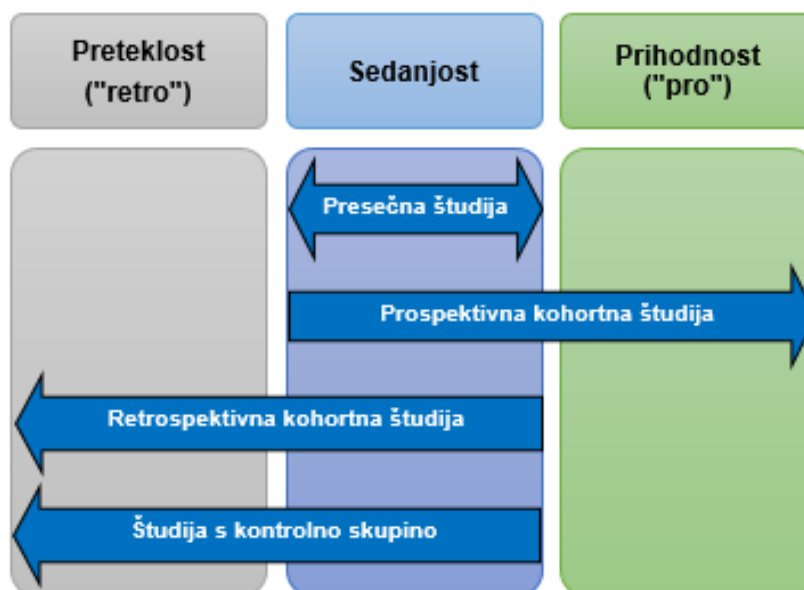 Preteklost
("retro")
Sedanjost
Prihodnost
("pro")
Presečna študija
Prospektivna kohortna študija
Retrospektivna kohortna študija
Študija s kontrolno skupino